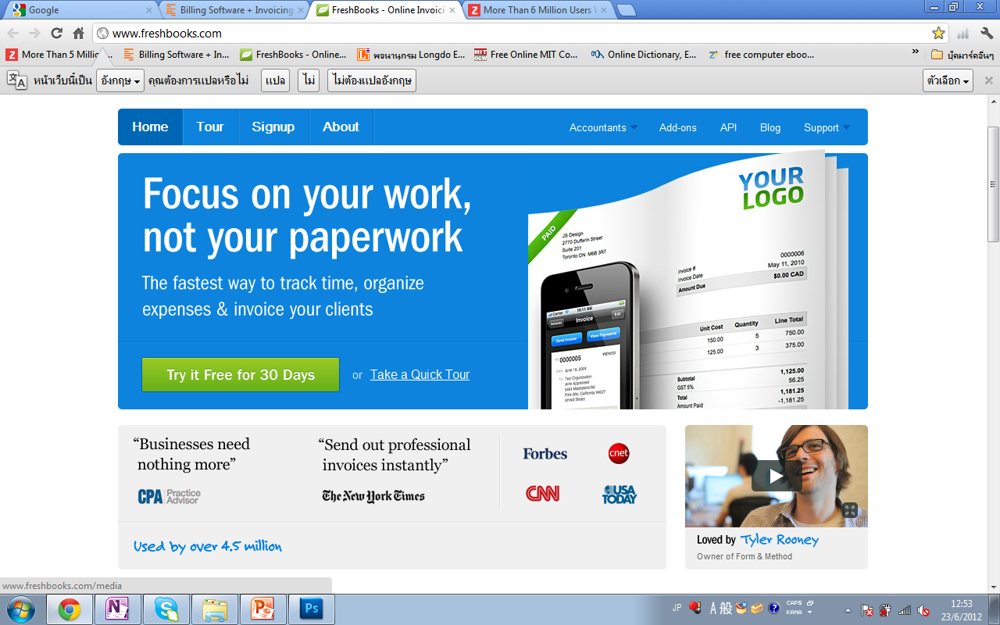 Google
Billing Software + Invoicing
FreshBooks - Online Invoici
More Than 6 Million Users
www.freshbooks.com
More Than 5 Millic...
Billing Software + In...
FreshBooks - Online...
พจนานุกรม Longdo E...
Free Online MIT Co...
Online Dictionary, E...
free computer eboo...
»
บุ๊คมาร์คอื่นๆ
หน้าเว็บนี้เป็น
อังกฤษ
คุณต้องการแปลหรือไม่
แปล
ไม่
ไม่ต้องแปลอังกฤษ
ตัวเลือก
Home
Tour
Signup
About
Accountants
Add-ons
API
Blog
Support
Focus on your work,
not your paperwork
The fastest way to track time, organize
expenses & invoice your clients
Try it Free for 30 Days
or
Take a Quick Tour
YOUR
LOGO
PAID
JS Design
2770 Dufferin Street
Suite 201
Toronto ON M6B 3R7
Invoice # 0000006
Invoice Date May 11, 2010
Amount Due $0.00 CAD
Unit Cost Quantity Line Total
150.00 5 750.00
125.00 3 375.00
Subtotal 1,125.00
GST 5% 56.25
Total 1,181.25
Amount Paid -1,181.25
Carrier 10:11 AM
Invoices
Invoice
Edit
Send Invoice
View Payments
0000005
VIEWED
Date June 18, 2009
To Test Organization
John Appleseed
Palo Alto, California 94027
United States
“Businesses need
nothing more”
CPA Practice
Advisor
“Send out professional
invoices instantly”
The New York Times
Forbes
cnet
CNN
USA
TODAY
Used by over 4.5 million
Loved by Tyler Rooney
Owner of Form & Method
www.freshbooks.com/media
JP
A 般
CAPS
KANA
12:53
23/6/2012